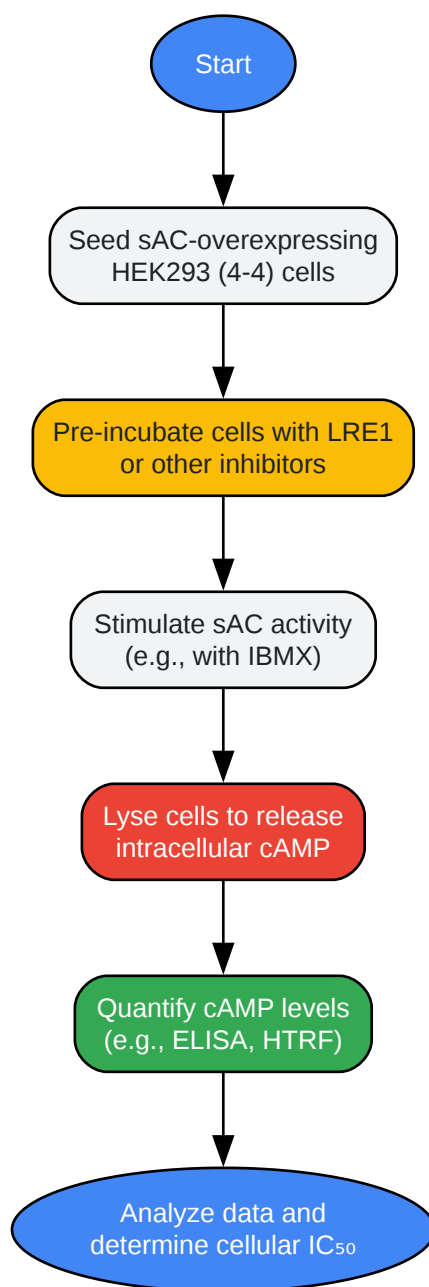 Start
Seed sAC-overexpressing
HEK293 (4-4) cells
Pre-incubate cells with LRE1
or other inhibitors
Stimulate sAC activity
(e.g., with IBMX)
Lyse cells to release
intracellular cAMP
Quantify cAMP levels
(e.g., ELISA, HTRF)
Analyze data and
determine cellular IC₅₀